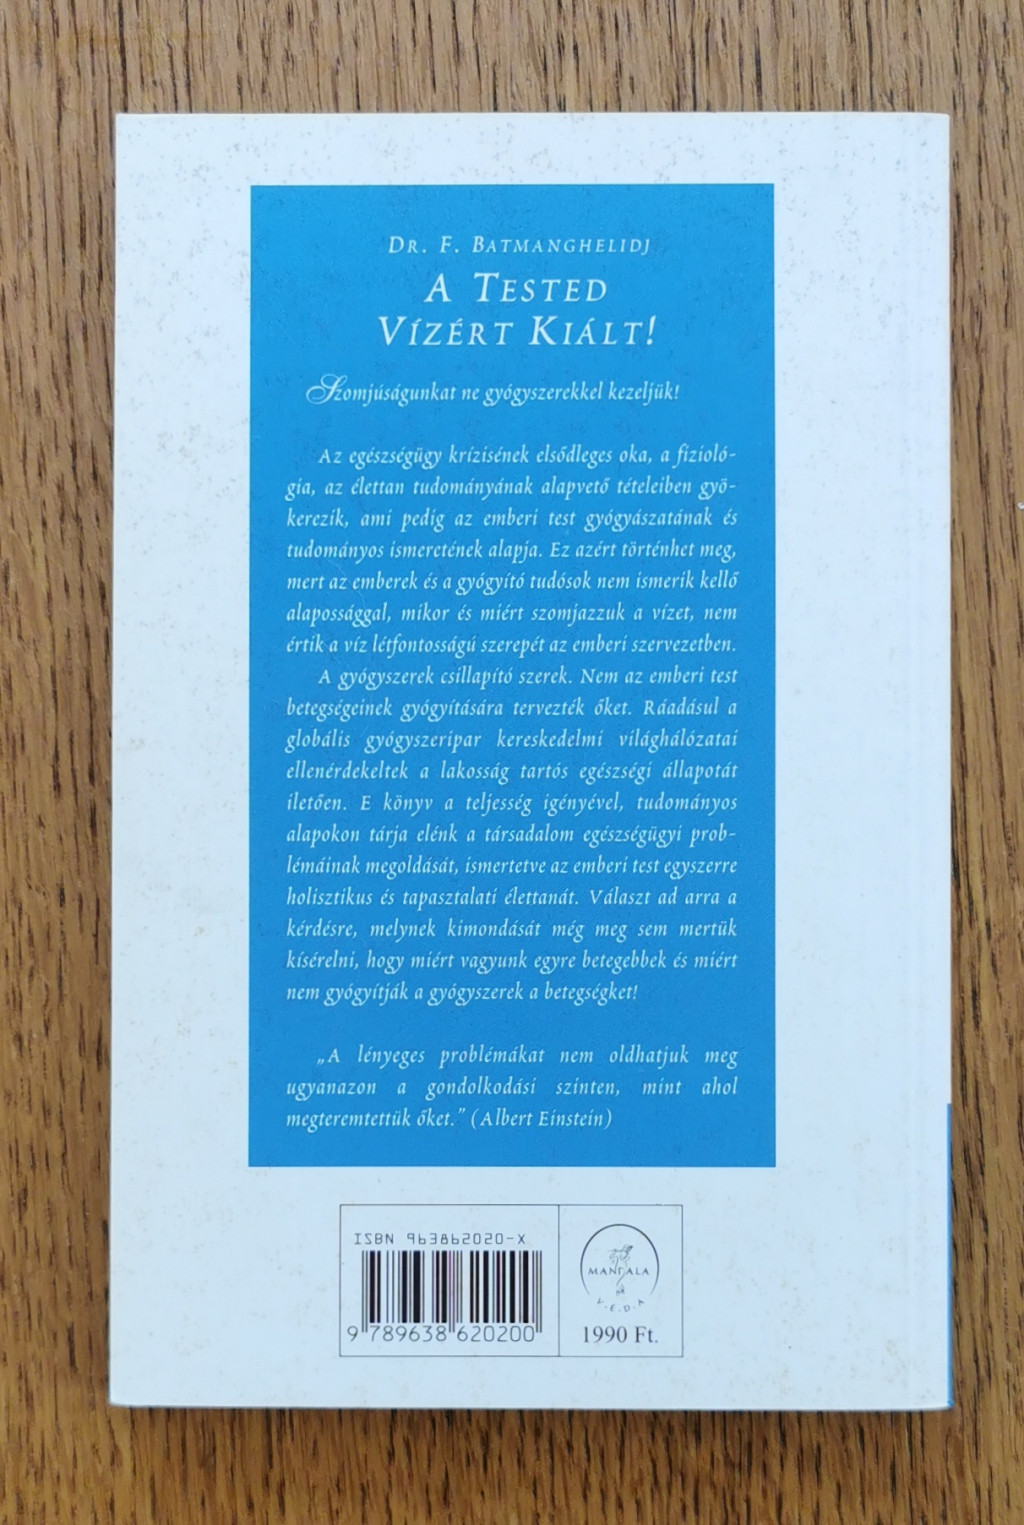 DR. F. BATMANGHELIDJ
A TESTED
VÍZÉRT KIÁLT!
Szomjúságunkat ne gyógyszerekkel kezeljük!
Az egészségügy krízisének elsődleges oka, a fizioló-
gia, az élettan tudományának alapvető tételeiben gyö-
kerezik, ami pedig az emberi test gyógyászatának és
tudományos ismeretének alapja. Ez azért történhet meg,
mert az emberek és a gyógyító tudósok nem ismerik kellő
alapossággal, mikor és miért szomjazzuk a vízet, nem
értik a víz létfontosságú szerepét az emberi szervezetben.
A gyógyszerek csillapító szerek. Nem az emberi test
betegségeinek gyógyítására tervezték őket. Ráadásul a
globális gyógyszeripar kereskedelmi világhálózatai
ellenérdekeltek a lakosság tartós egészségi állapotát
iletően. E könyv a teljesség igényével, tudományos
alapokon tárja elénk a társadalom egészségügyi prob-
lémáinak megoldását, ismertetve az emberi test egyszerre
holisztikus és tapasztalati élettanát. Választ ad arra a
kérdésre, melynek kimondását még meg sem mertük
kísérelni, hogy miért vagyunk egyre betegebbek és miért
nem gyógyítják a gyógyszerek a betegségket!
„A lényeges problémákat nem oldhatjuk meg
ugyanazon a gondolkodási szinten, mint ahol
megteremtettük őket.” (Albert Einstein)
ISBN 963862020-X
9 789638 620200
MANDALA
V.E.D.A
1990 Ft.